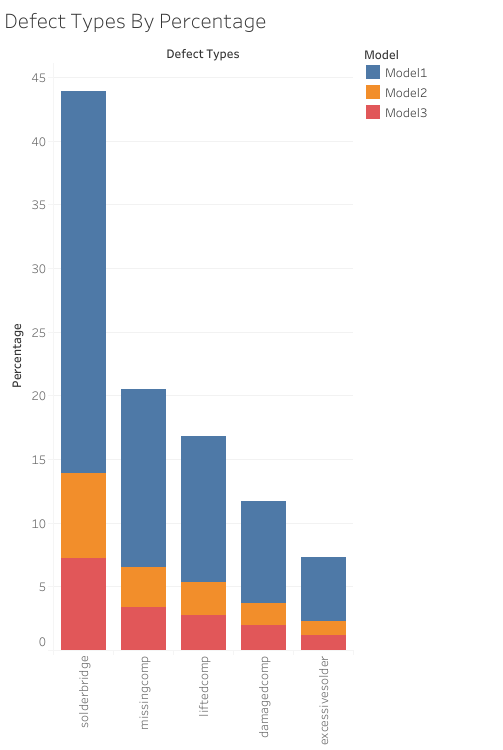 Defect Types By Percentage
Defect Types
Model
Model1
Model2
Model3
45
40
35
30
25
20
15
10
5
0
Percentage
solderbridge
missingcomp
liftedcomp
damagedcomp
excessivesolder